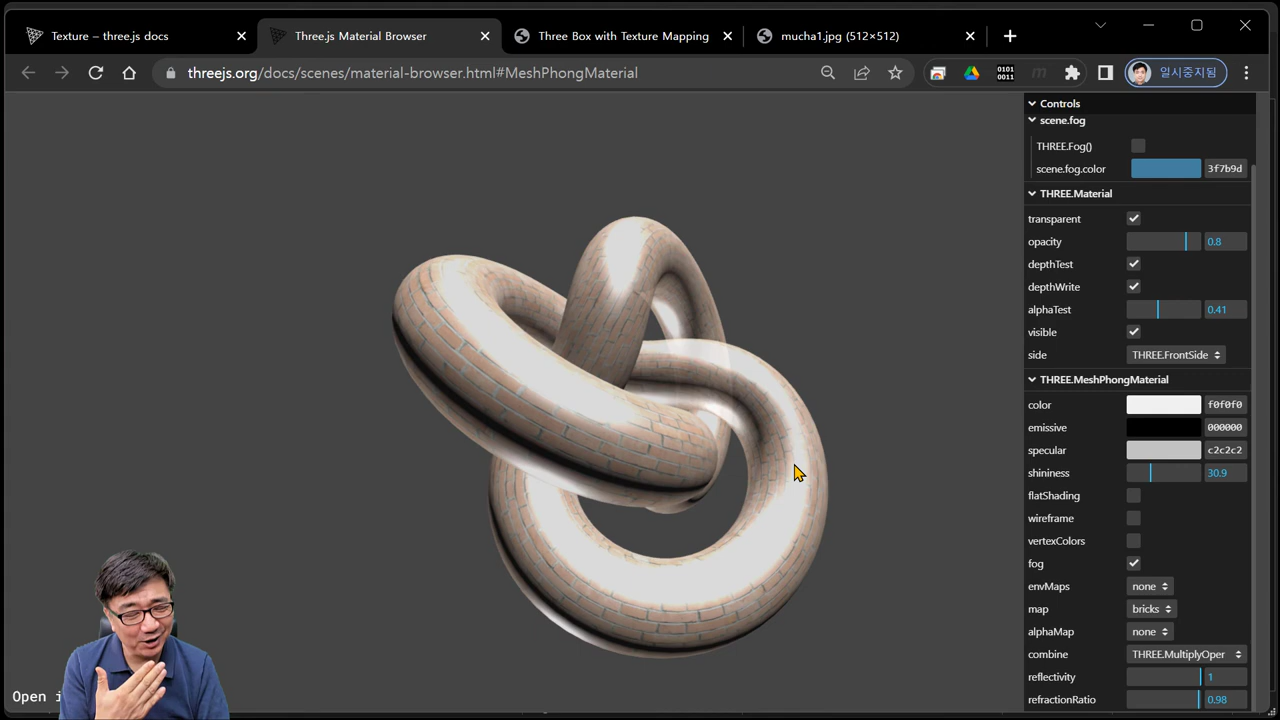 Texture – three.js docs
Three.js Material Browser
Three Box with Texture Mapping
mucha1.jpg (512×512)
threejs.org/docs/scenes/material-browser.html#MeshPhongMaterial
0101
0011
m
일시중지됨
Controls
scene.fog
THREE.Fog()
scene.fog.color 3f7b9d
THREE.Material
transparent
opacity 0.8
depthTest
depthWrite
alphaTest 0.41
visible
side THREE.FrontSide
THREE.MeshPhongMaterial
color f0f0f0
emissive 000000
specular c2c2c2
shininess 30.9
flatShading
wireframe
vertexColors
fog
envMaps none
map bricks
alphaMap none
combine THREE.MultiplyOper
reflectivity 1
refractionRatio 0.98
Open